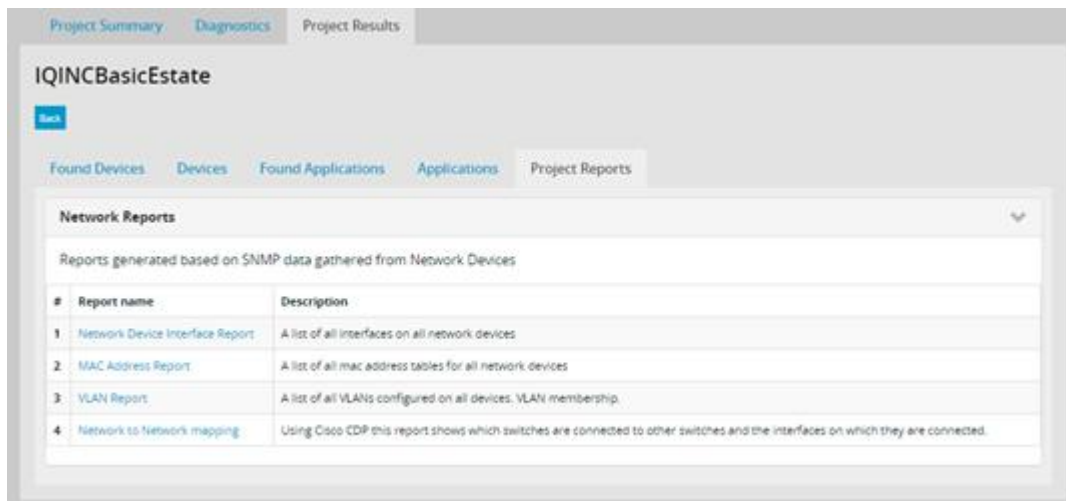 Project Summary Diagnostics Project Results
IQINCBasicEstate
Back
Found Devices Devices Found Applications Applications Project Reports
Network Reports
Reports generated based on SNMP data gathered from Network Devices
# Report name Description
1 Network Device Interface Report A list of all interfaces on all network devices
2 MAC Address Report A list of all mac address tables for all network devices
3 VLAN Report A list of all VLANs configured on all devices. VLAN membership.
4 Network to Network mapping Using Cisco CDP this report shows which switches are connected to other switches and the interfaces on which they are connected.